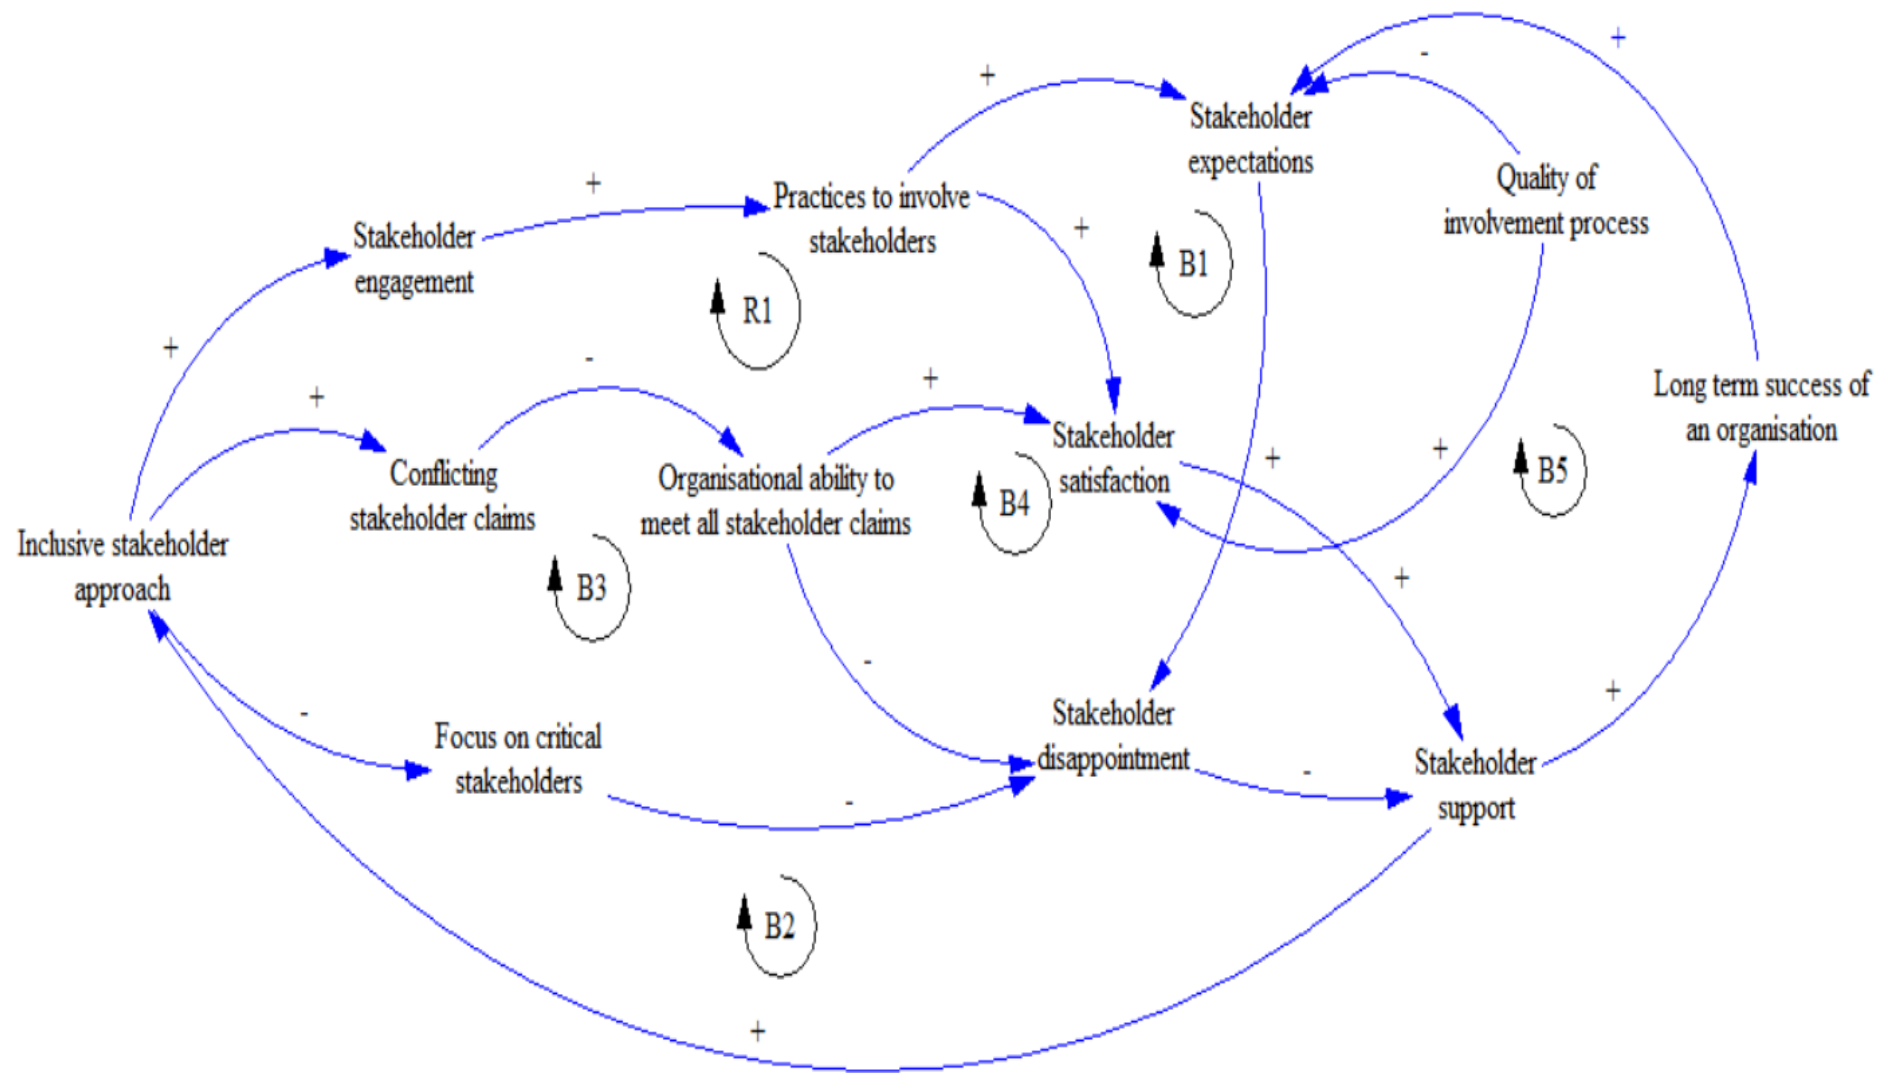 +
-
+
Stakeholder
expectations
Quality of
involvement process
+
Practices to involve
stakeholders
+
Stakeholder
engagement
B1
R1
+
-
+
+
Long term success of
an organisation
Conflicting
stakeholder claims
Organisational ability to
meet all stakeholder claims
Stakeholder
satisfaction
+
+
B5
B4
Inclusive stakeholder
approach
B3
+
-
+
-
Focus on critical
stakeholders
Stakeholder
disappointment
-
Stakeholder
support
-
B2
+